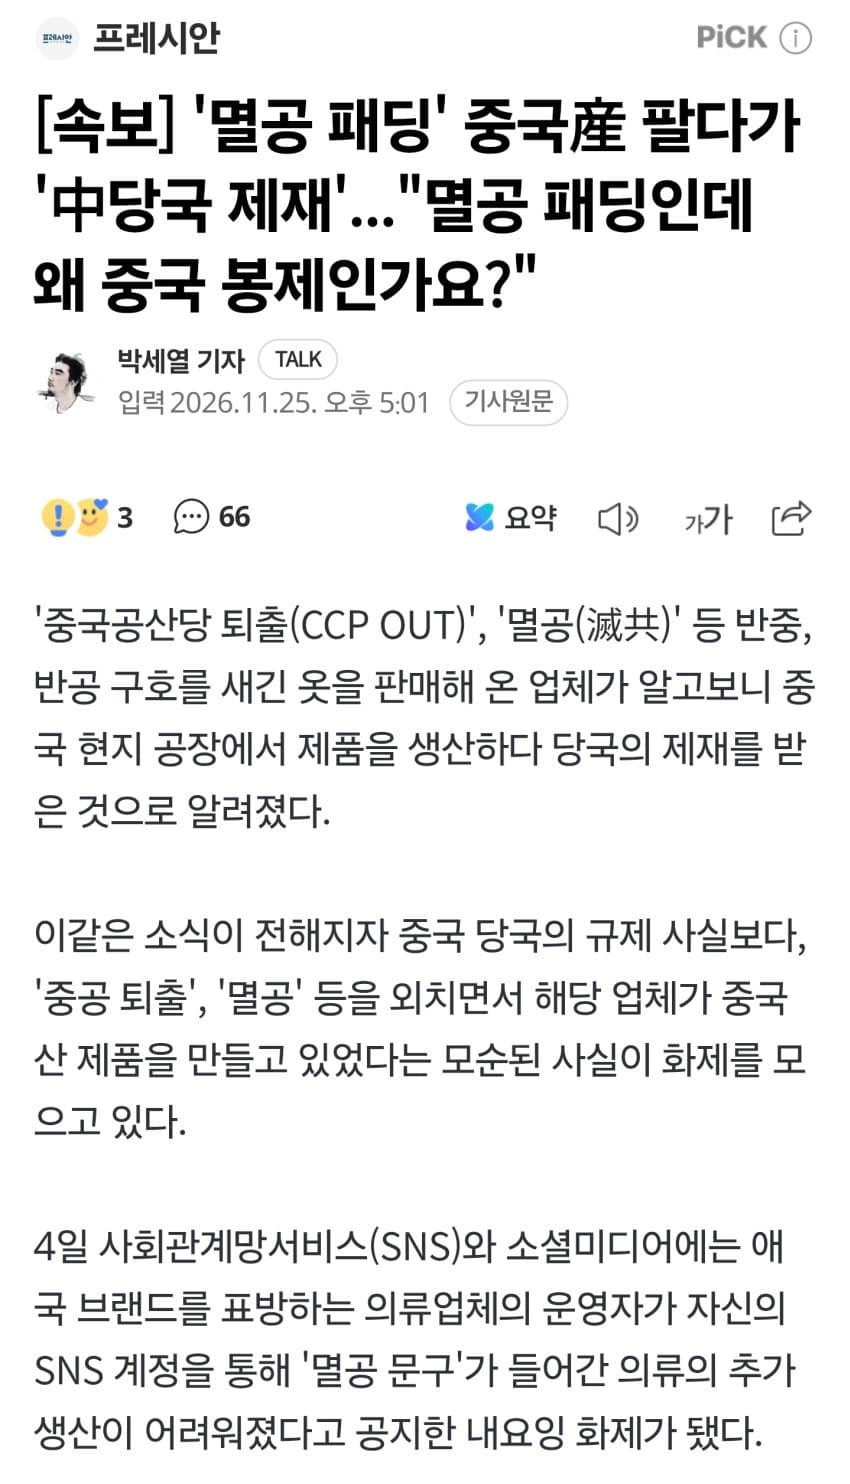 프레시안
프레시안
PiCK
[속보] '멸공 패딩' 중국産 팔다가
'中당국 제재'..."멸공 패딩인데
왜 중국 봉제인가요?"
박세열 기자 TALK
입력 2026.11.25. 오후 5:01 기사원문
3 66 요약 가가
'중국공산당 퇴출(CCP OUT)', '멸공(滅共)' 등 반중,
반공 구호를 새긴 옷을 판매해 온 업체가 알고보니 중
국 현지 공장에서 제품을 생산하다 당국의 제재를 받
은 것으로 알려졌다.
이같은 소식이 전해지자 중국 당국의 규제 사실보다,
'중공 퇴출', '멸공' 등을 외치면서 해당 업체가 중국
산 제품을 만들고 있었다는 모순된 사실이 화제를 모
으고 있다.
4일 사회관계망서비스(SNS)와 소셜미디어에는 애
국 브랜드를 표방하는 의류업체의 운영자가 자신의
SNS 계정을 통해 '멸공 문구'가 들어간 의류의 추가
생산이 어려워졌다고 공지한 내요잉 화제가 됐다.